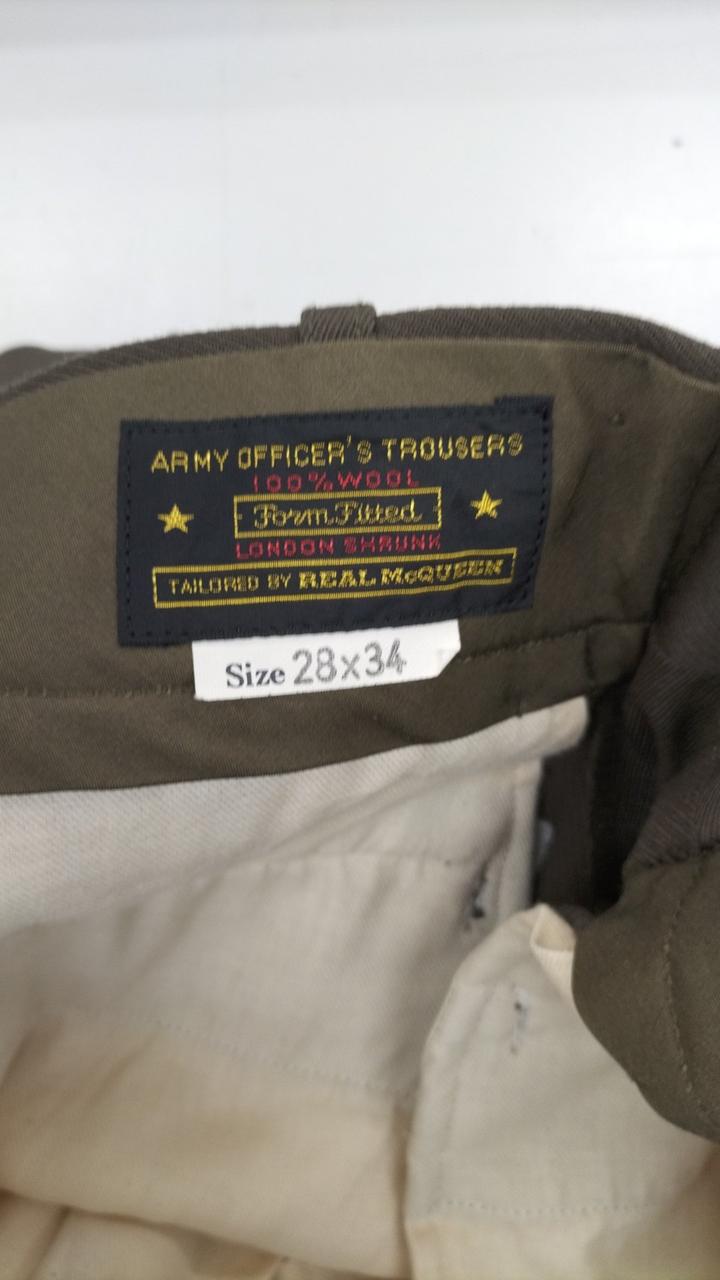 ARMY OFFICER'S TROUSERS
100% WOOL
Form Fitted
LONDON SHRUNK
TAILORED BY REAL McQUEEN
Size 28x34